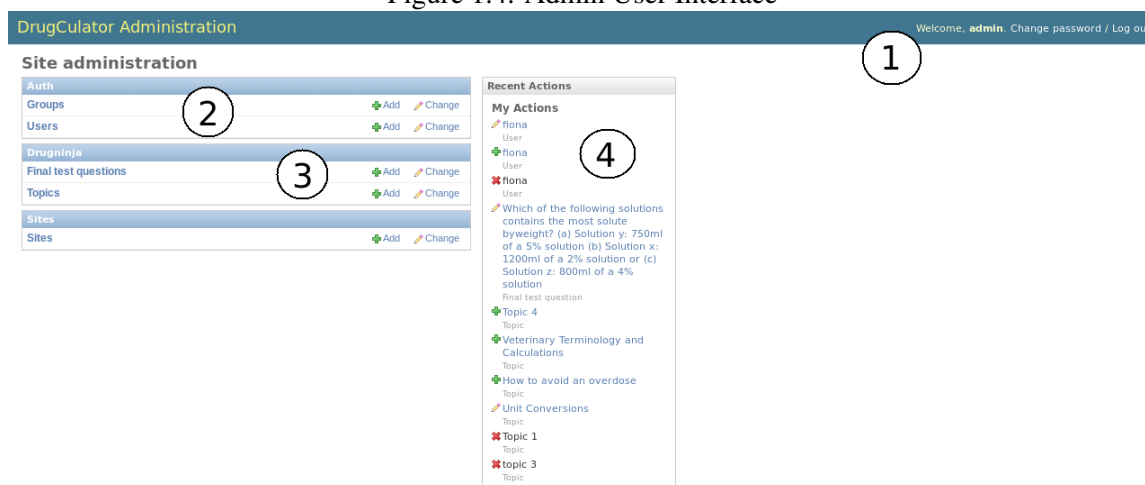 Figure 1.4: Admin User Interface
DrugCulator Administration
Welcome, admin. Change password / Log ou
1
Site administration
Auth
Groups Add Change
2
Users Add Change
Drugninja
Final test questions Add Change
3
Topics Add Change
Sites
Sites Add Change
Recent Actions
My Actions
fiona
User
4
fiona
User
fiona
User
Which of the following solutions
contains the most solute
byweight? (a) Solution y: 750ml
of a 5% solution (b) Solution x:
1200ml of a 2% solution or (c)
Solution z: 800ml of a 4%
solution
Final test question
Topic 4
Topic
Veterinary Terminology and
Calculations
Topic
How to avoid an overdose
Topic
Unit Conversions
Topic
Topic 1
Topic
topic 3
Topic